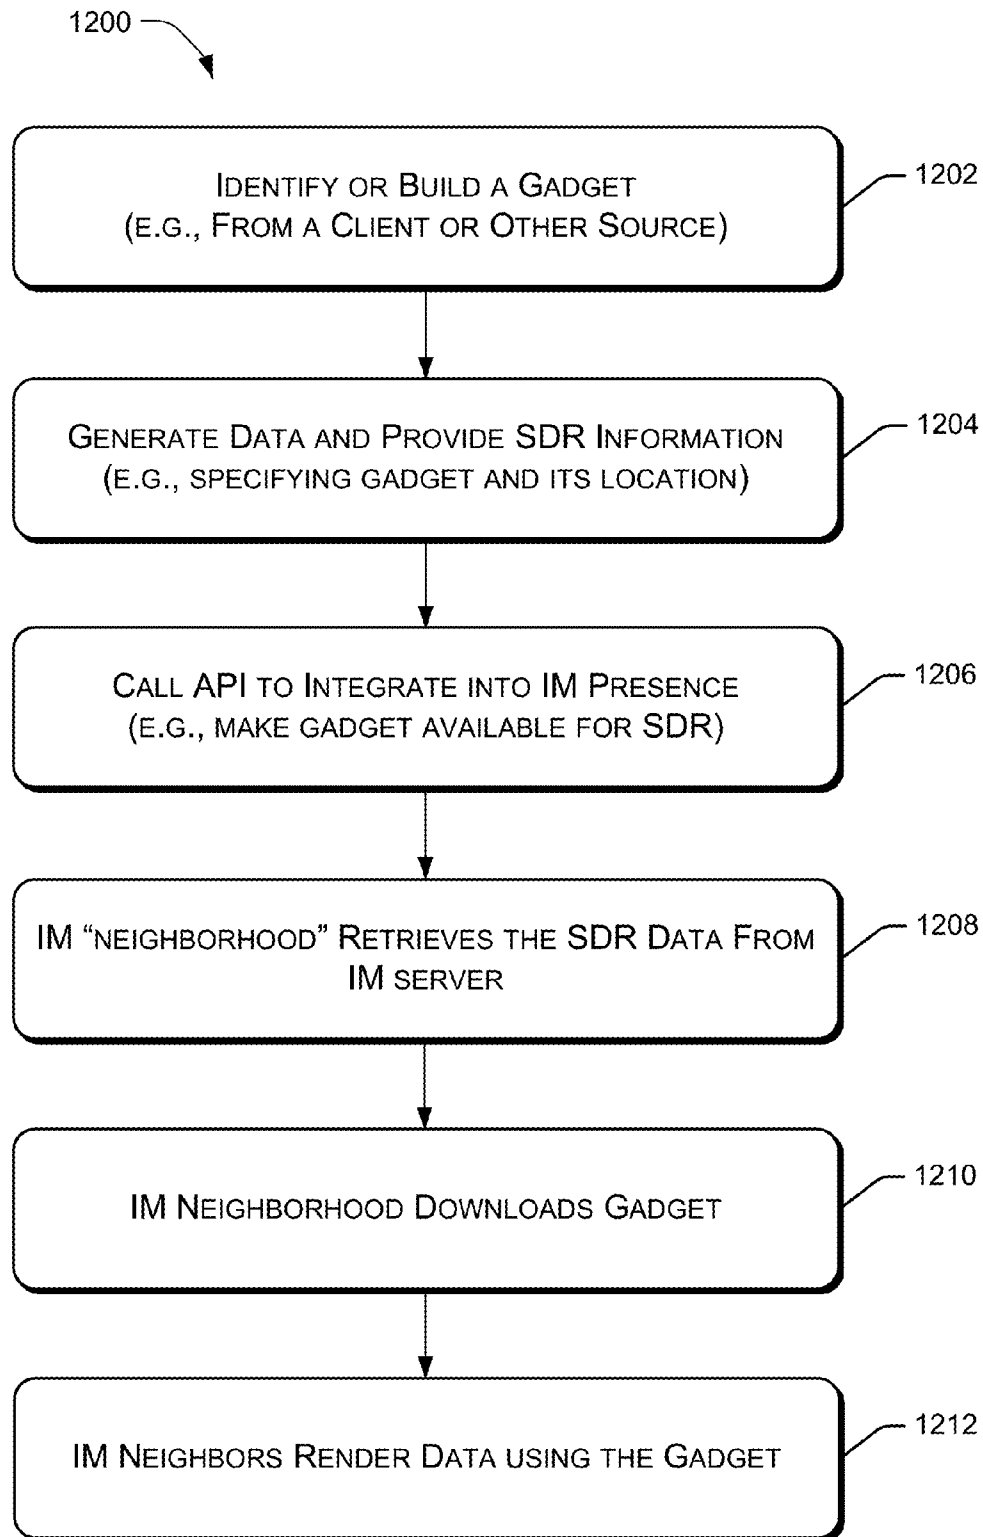 1200
IDENTIFY OR BUILD A GADGET
(E.G., FROM A CLIENT OR OTHER SOURCE)
1202
GENERATE DATA AND PROVIDE SDR INFORMATION
(E.G., SPECIFYING GADGET AND ITS LOCATION)
1204
CALL API TO INTEGRATE INTO IM PRESENCE
(E.G., MAKE GADGET AVAILABLE FOR SDR)
1206
IM “NEIGHBORHOOD” RETRIEVES THE SDR DATA FROM
IM SERVER
1208
IM NEIGHBORHOOD DOWNLOADS GADGET
1210
IM NEIGHBORS RENDER DATA USING THE GADGET
1212